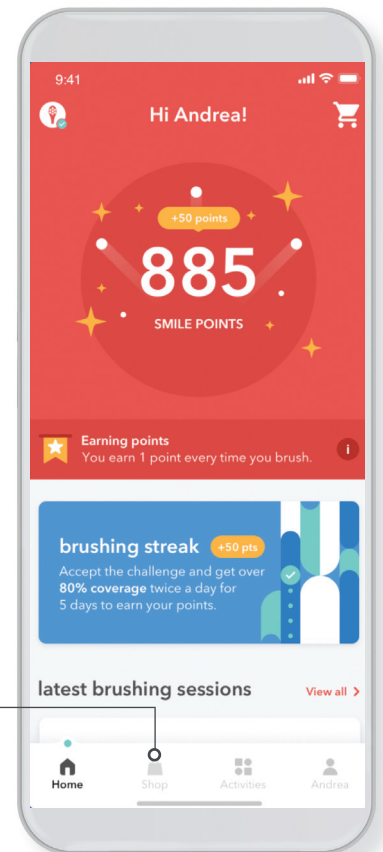 9:41
Hi Andrea!
+50 points
885
SMILE POINTS
Earning points
You earn 1 point every time you brush.
i
brushing streak +50 pts
Accept the challenge and get over
80% coverage twice a day for
5 days to earn your points.
latest brushing sessions View all >
Home Shop Activities Andrea